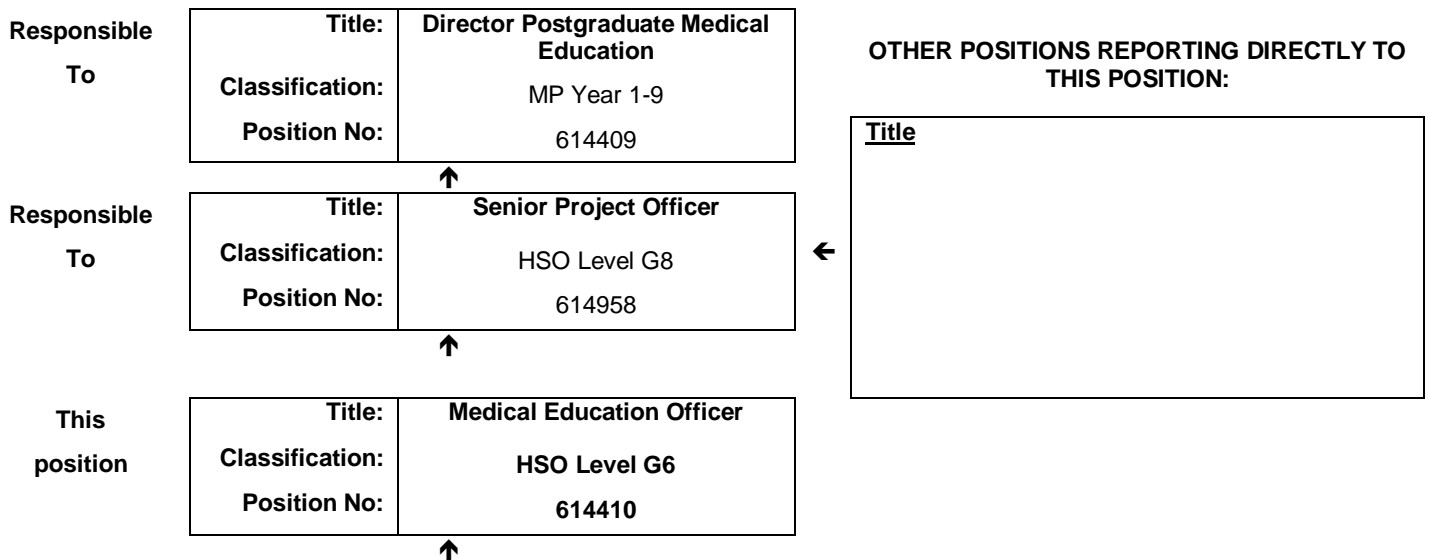 Responsible
To
Title: Director Postgraduate Medical
Education
Classification: MP Year 1-9
Position No: 614409
OTHER POSITIONS REPORTING DIRECTLY TO
THIS POSITION:
Title
Responsible
To
Title: Senior Project Officer
Classification: HSO Level G8
Position No: 614958
This
position
Title: Medical Education Officer
Classification: HSO Level G6
Position No: 614410